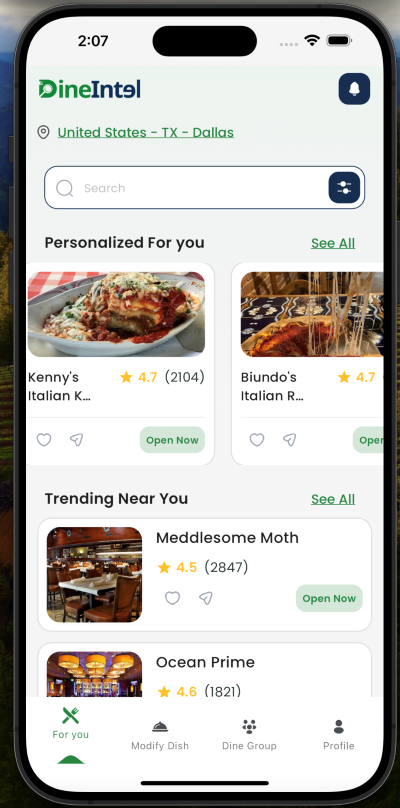 2:07
DineIntel
United States - TX - Dallas
Search
Personalized For you See All
Kenny's 4.7 (2104)
Italian K...
Biundo's 4.7
Italian R...
Open Now
Trending Near You See All
Meddlesome Moth
4.5 (2847)
Open Now
Ocean Prime
4.6 (1821)
For you
Modify Dish
Dine Group
Profile